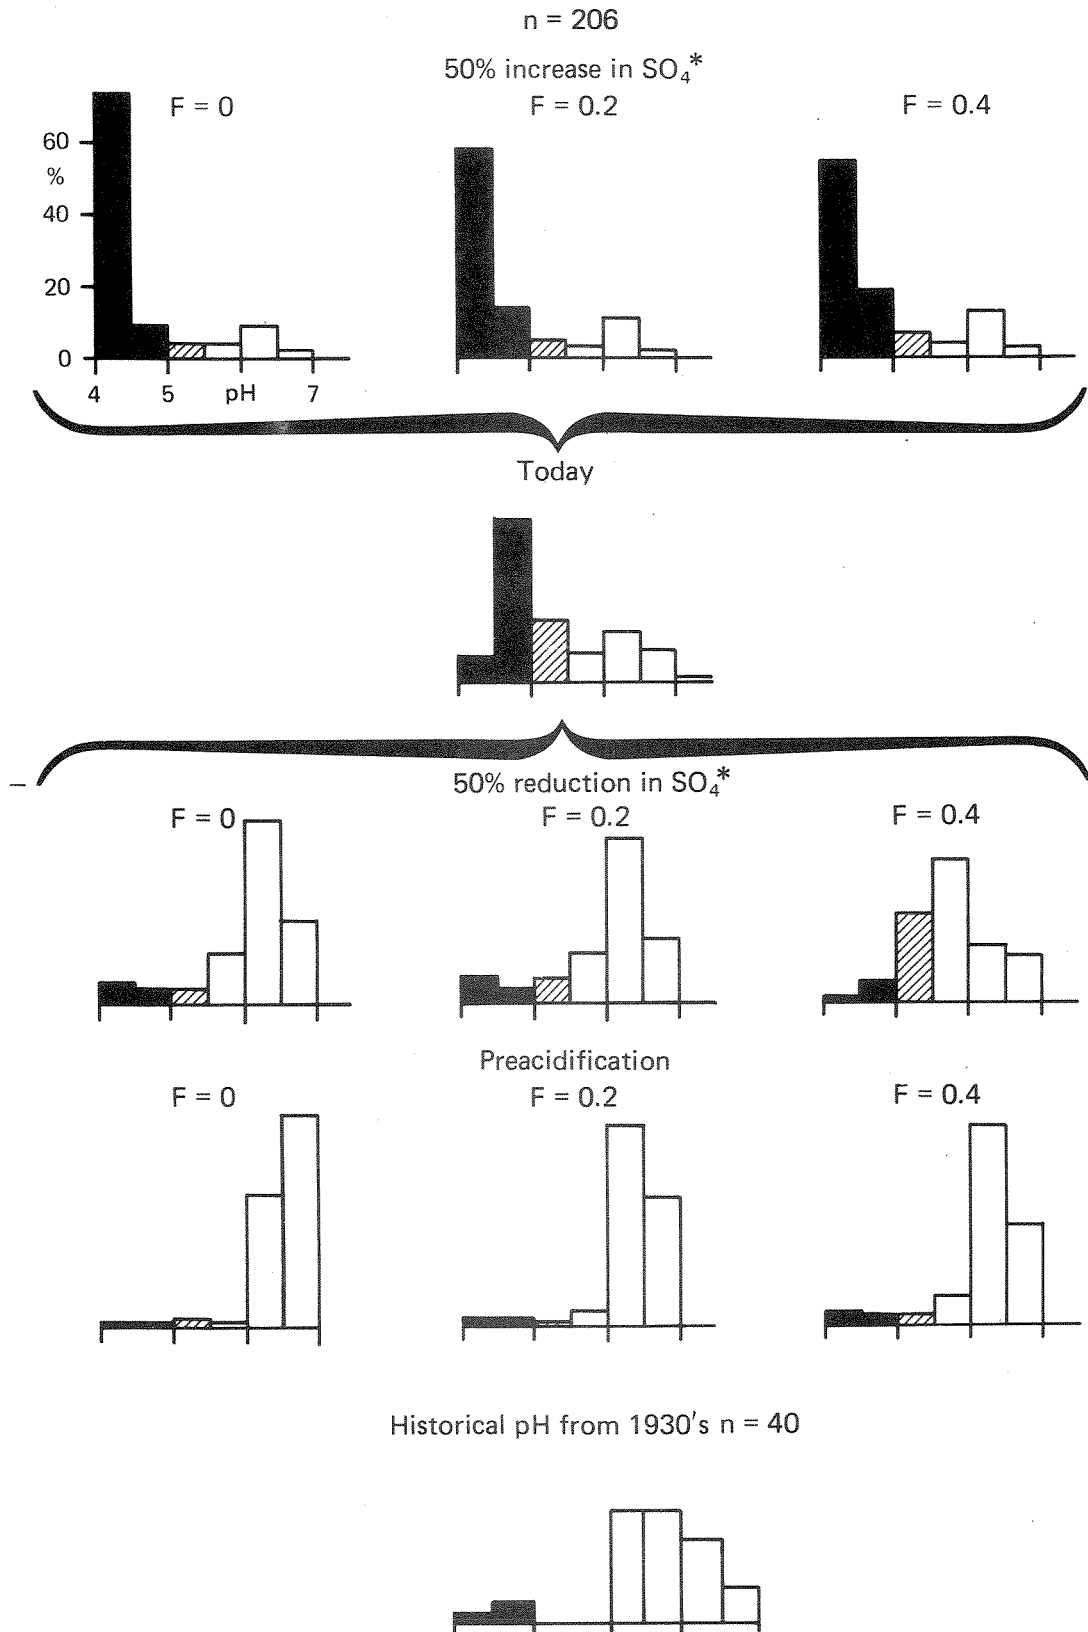 n = 206
50% increase in SO₄*
F = 0
F = 0.2
F = 0.4
60
%
40
20
0
4 5 pH 7
Today
50% reduction in SO₄*
F = 0
F = 0.2
F = 0.4
Preacidification
F = 0
F = 0.2
F = 0.4
Historical pH from 1930's n = 40